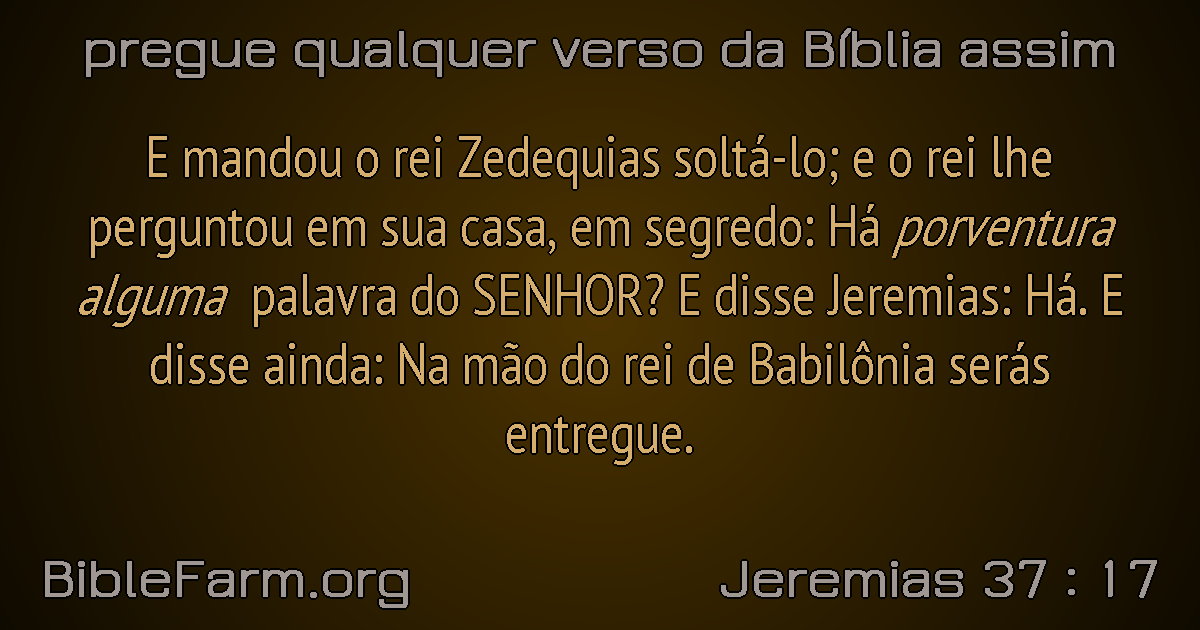 pregue qualquer verso da Bíblia assim
E mandou o rei Zedequias soltá-lo; e o rei lhe
perguntou em sua casa, em segredo: Há porventura
alguma palavra do SENHOR? E disse Jeremias: Há. E
disse ainda: Na mão do rei de Babilônia serás
entregue.
BibleFarm.org
Jeremias 37 : 17